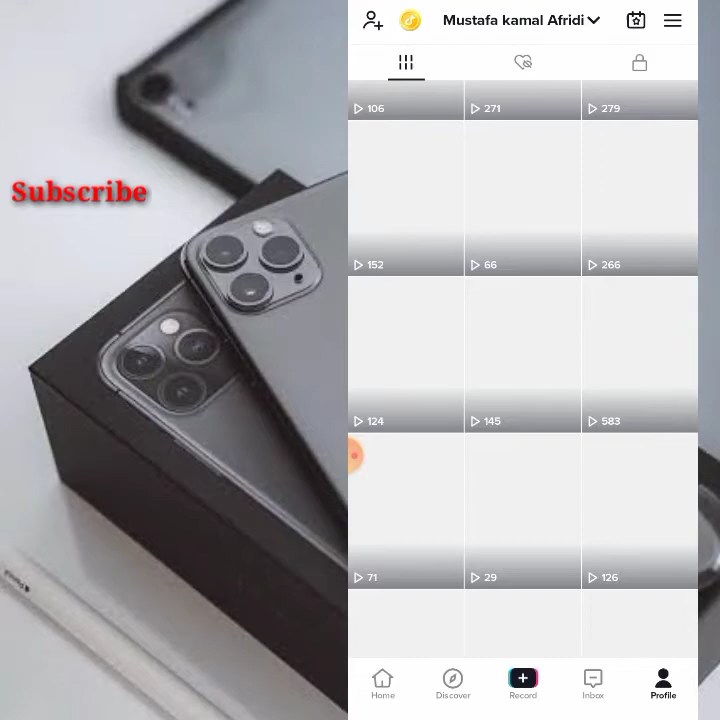 Mustafa kamal Afridi
Subscribe
106 271 279
152 66 266
124 145 583
71 29 126
Home Discover Record Inbox Profile